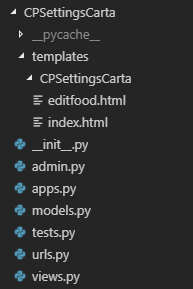 CPSettingsCarta
__pycache__
templates
CPSettingsCarta
editfood.html
index.html
__init__.py
admin.py
apps.py
models.py
tests.py
urls.py
views.py